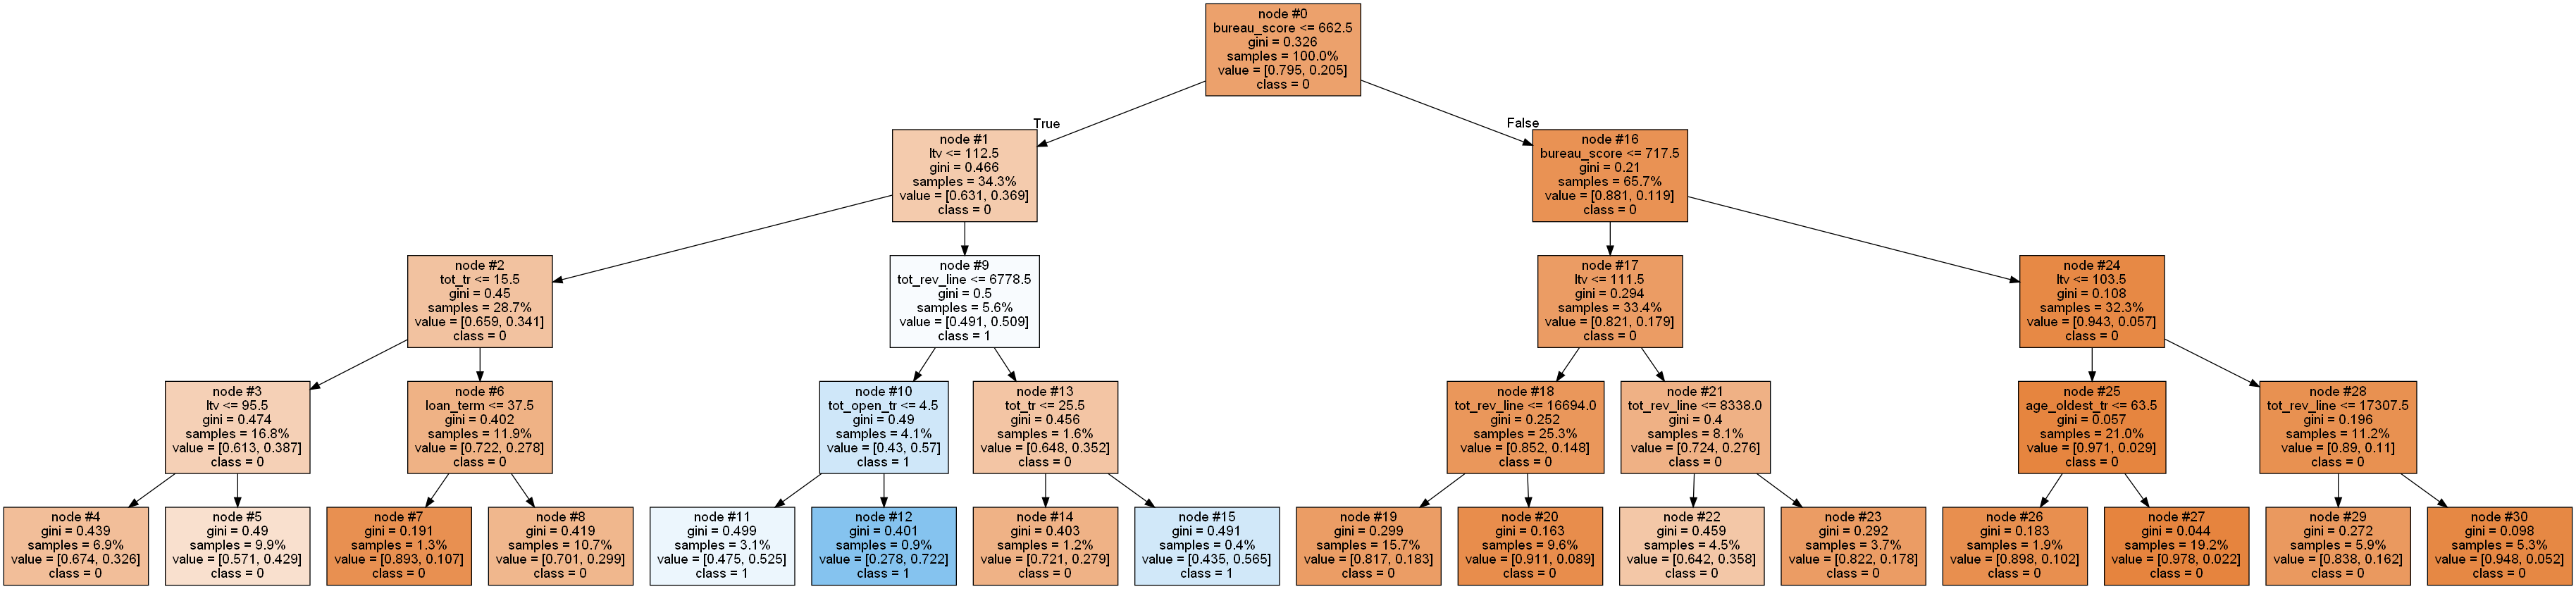 node #0
bureau_score <= 662.5
gini = 0.326
samples = 100.0%
value = [0.795, 0.205]
class = 0
True
False
node #1
ltv <= 112.5
gini = 0.466
samples = 34.3%
value = [0.631, 0.369]
class = 0
node #16
bureau_score <= 717.5
gini = 0.21
samples = 65.7%
value = [0.881, 0.119]
class = 0
node #2
tot_tr <= 15.5
gini = 0.45
samples = 28.7%
value = [0.659, 0.341]
class = 0
node #9
tot_rev_line <= 6778.5
gini = 0.5
samples = 5.6%
value = [0.491, 0.509]
class = 1
node #17
ltv <= 111.5
gini = 0.294
samples = 33.4%
value = [0.821, 0.179]
class = 0
node #24
ltv <= 103.5
gini = 0.108
samples = 32.3%
value = [0.943, 0.057]
class = 0
node #3
ltv <= 95.5
gini = 0.474
samples = 16.8%
value = [0.613, 0.387]
class = 0
node #6
loan_term <= 37.5
gini = 0.402
samples = 11.9%
value = [0.722, 0.278]
class = 0
node #10
tot_open_tr <= 4.5
gini = 0.49
samples = 4.1%
value = [0.43, 0.57]
class = 1
node #13
tot_tr <= 25.5
gini = 0.456
samples = 1.6%
value = [0.648, 0.352]
class = 0
node #18
tot_rev_line <= 16694.0
gini = 0.252
samples = 25.3%
value = [0.852, 0.148]
class = 0
node #21
tot_rev_line <= 8338.0
gini = 0.4
samples = 8.1%
value = [0.724, 0.276]
class = 0
node #25
age_oldest_tr <= 63.5
gini = 0.057
samples = 21.0%
value = [0.971, 0.029]
class = 0
node #28
tot_rev_line <= 17307.5
gini = 0.196
samples = 11.2%
value = [0.89, 0.11]
class = 0
node #4
gini = 0.439
samples = 6.9%
value = [0.674, 0.326]
class = 0
node #5
gini = 0.49
samples = 9.9%
value = [0.571, 0.429]
class = 0
node #7
gini = 0.191
samples = 1.3%
value = [0.893, 0.107]
class = 0
node #8
gini = 0.419
samples = 10.7%
value = [0.701, 0.299]
class = 0
node #11
gini = 0.499
samples = 3.1%
value = [0.475, 0.525]
class = 1
node #12
gini = 0.401
samples = 0.9%
value = [0.278, 0.722]
class = 1
node #14
gini = 0.403
samples = 1.2%
value = [0.721, 0.279]
class = 0
node #15
gini = 0.491
samples = 0.4%
value = [0.435, 0.565]
class = 1
node #19
gini = 0.299
samples = 15.7%
value = [0.817, 0.183]
class = 0
node #20
gini = 0.163
samples = 9.6%
value = [0.911, 0.089]
class = 0
node #22
gini = 0.459
samples = 4.5%
value = [0.642, 0.358]
class = 0
node #23
gini = 0.292
samples = 3.7%
value = [0.822, 0.178]
class = 0
node #26
gini = 0.183
samples = 1.9%
value = [0.898, 0.102]
class = 0
node #27
gini = 0.044
samples = 19.2%
value = [0.978, 0.022]
class = 0
node #29
gini = 0.272
samples = 5.9%
value = [0.838, 0.162]
class = 0
node #30
gini = 0.098
samples = 5.3%
value = [0.948, 0.052]
class = 0